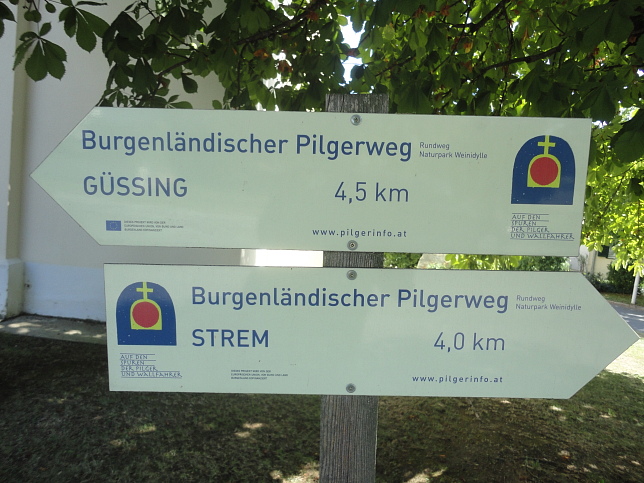 Burgenländischer Pilgerweg Rundweg
Naturpark Weinidylle
GÜSSING 4,5 km
www.pilgerinfo.at
AUF DEN
SPUREN
DER PILGER
UND WALLFAHRER
Burgenländischer Pilgerweg Rundweg
Naturpark Weinidylle
STREM 4,0 km
www.pilgerinfo.at
AUF DEN
SPUREN
DER PILGER
UND WALLFAHRER